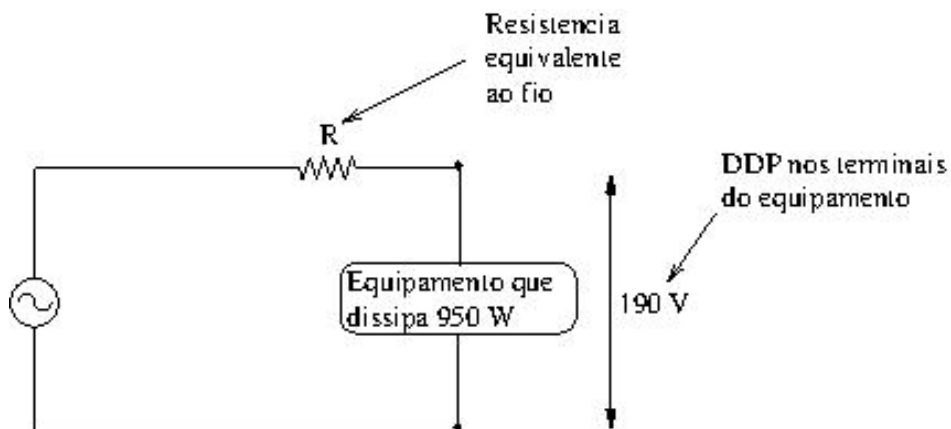 Resistencia
equivalente
ao fio
R
DDP nos terminais
do equipamento
Equipamento que
dissipa 950 W
190 V